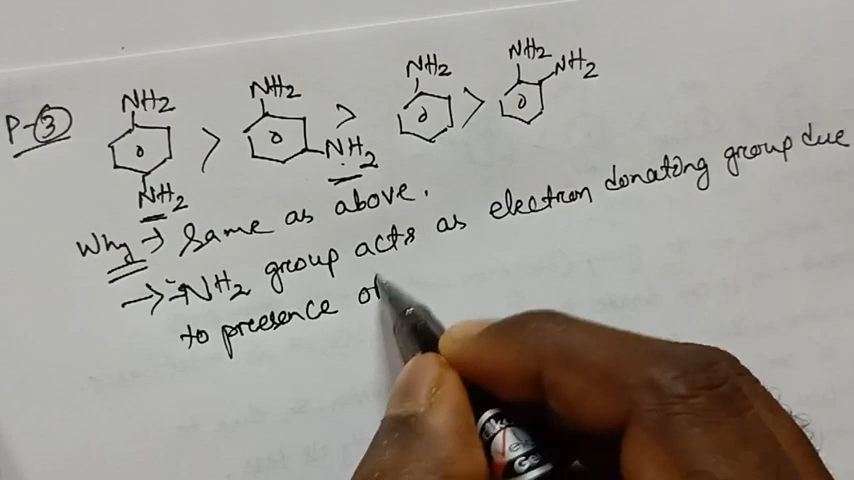 NH2 NH2 NH2 NH2 NH2
P-③ > > >
NH2 NH2
Why → Same as above.
→ :NH2 group acts as electron donating group due
to preesence of